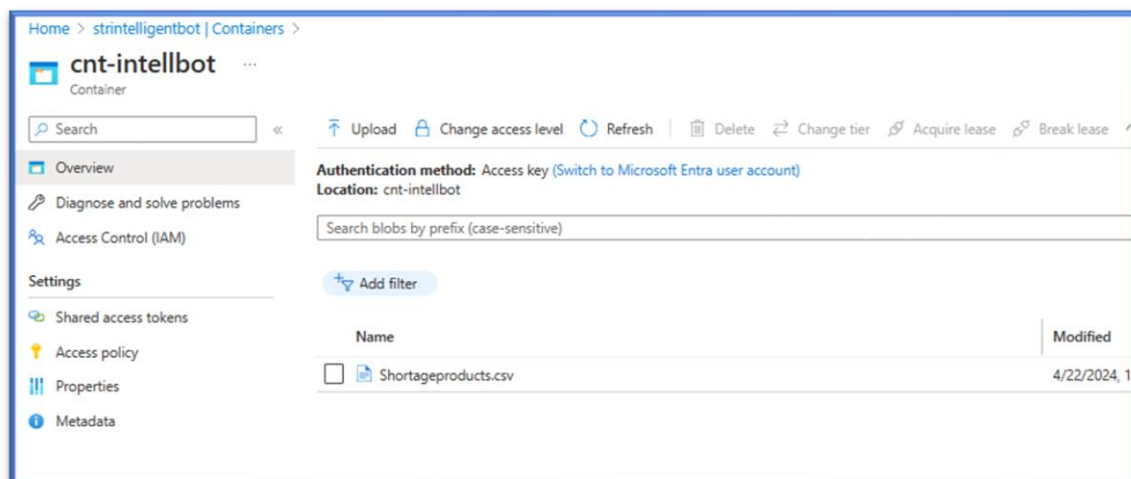 Home > strintelligentbot | Containers >
cnt-intellbot ...
Container
Search
«
Overview
Diagnose and solve problems
Access Control (IAM)
Settings
Shared access tokens
Access policy
Properties
Metadata
Upload Change access level Refresh Delete Change tier Acquire lease Break lease
Authentication method: Access key (Switch to Microsoft Entra user account)
Location: cnt-intellbot
Search blobs by prefix (case-sensitive)
Add filter
Name Modified
Shortageproducts.csv 4/22/2024, 1